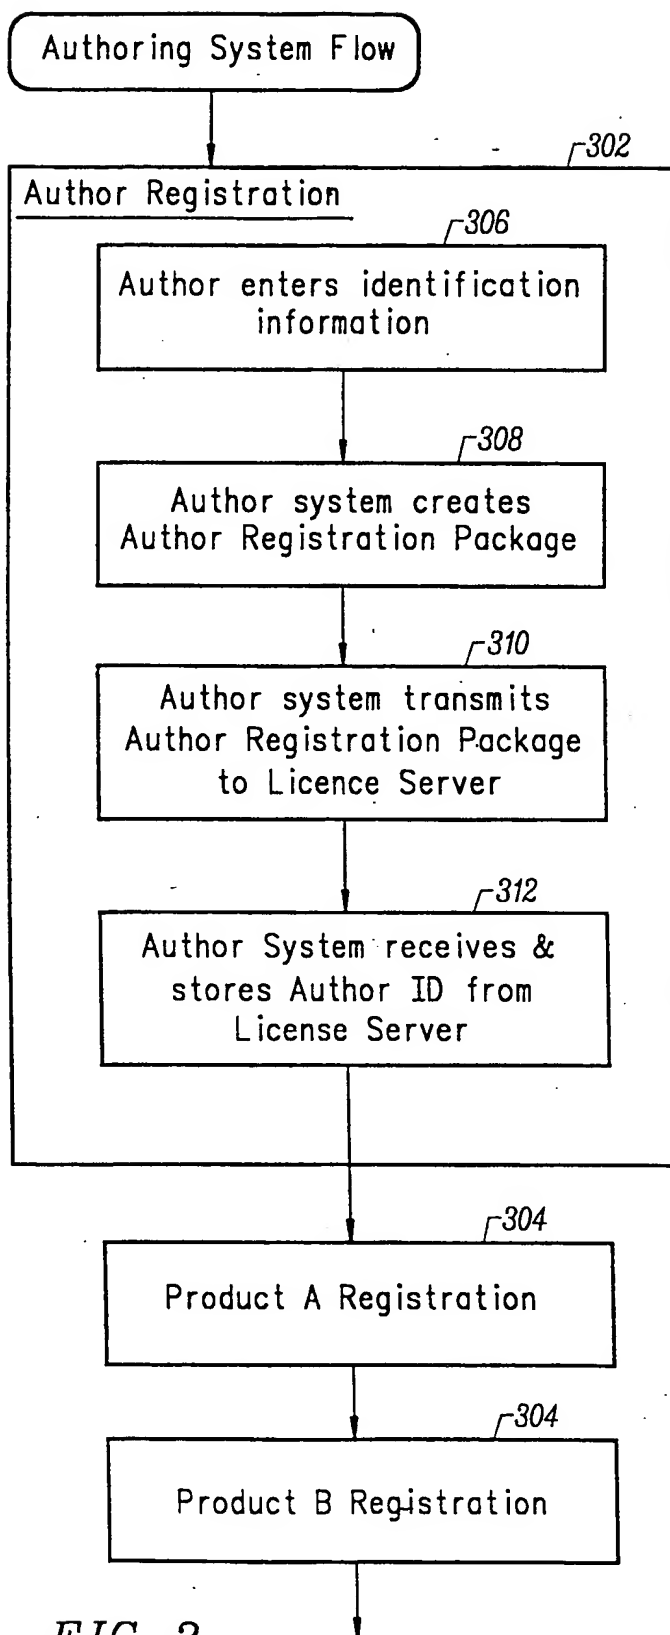 Authoring System Flow
302
Author Registration
306
Author enters identification
information
308
Author system creates
Author Registration Package
310
Author system transmits
Author Registration Package
to Licence Server
312
Author System receives &
stores Author ID from
License Server
304
Product A Registration
304
Product B Registration
FIG.